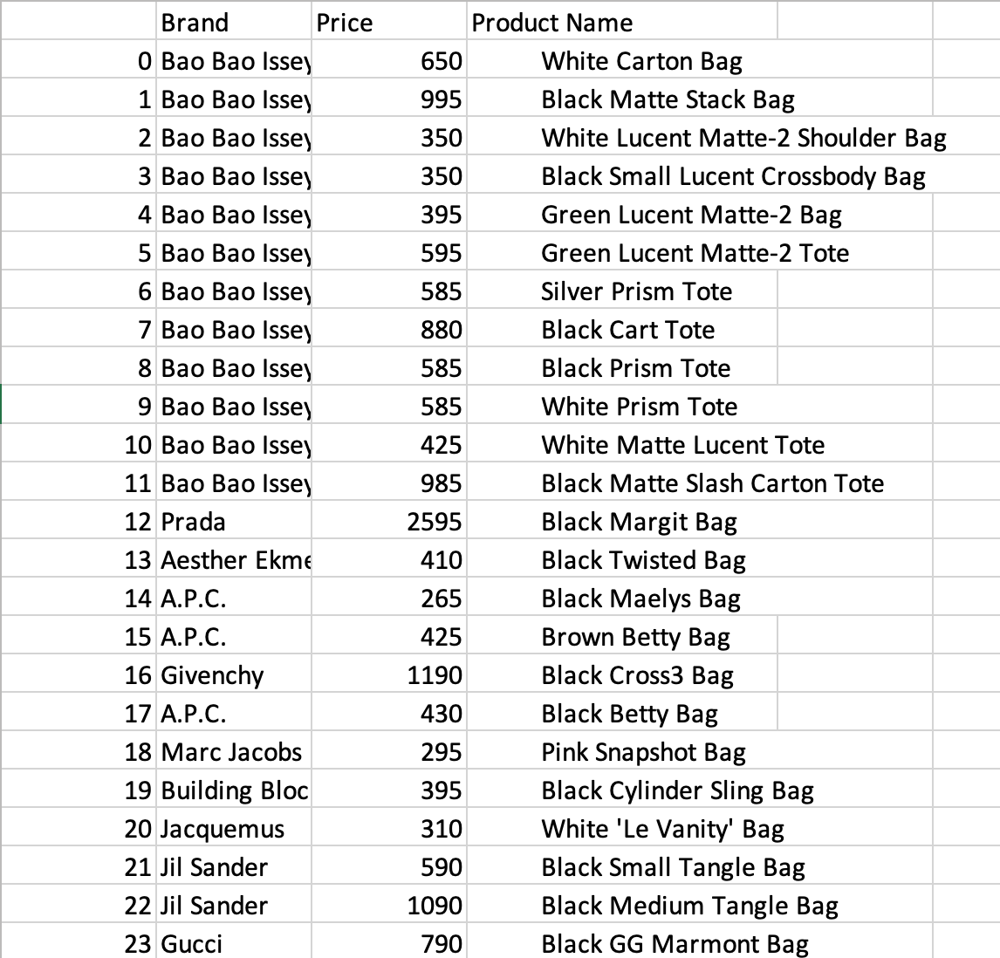 Brand Price Product Name
0 Bao Bao Issey 650 White Carton Bag
1 Bao Bao Issey 995 Black Matte Stack Bag
2 Bao Bao Issey 350 White Lucent Matte-2 Shoulder Bag
3 Bao Bao Issey 350 Black Small Lucent Crossbody Bag
4 Bao Bao Issey 395 Green Lucent Matte-2 Bag
5 Bao Bao Issey 595 Green Lucent Matte-2 Tote
6 Bao Bao Issey 585 Silver Prism Tote
7 Bao Bao Issey 880 Black Cart Tote
8 Bao Bao Issey 585 Black Prism Tote
9 Bao Bao Issey 585 White Prism Tote
10 Bao Bao Issey 425 White Matte Lucent Tote
11 Bao Bao Issey 985 Black Matte Slash Carton Tote
12 Prada 2595 Black Margit Bag
13 Aesther Ekme 410 Black Twisted Bag
14 A.P.C. 265 Black Maelys Bag
15 A.P.C. 425 Brown Betty Bag
16 Givenchy 1190 Black Cross3 Bag
17 A.P.C. 430 Black Betty Bag
18 Marc Jacobs 295 Pink Snapshot Bag
19 Building Bloc 395 Black Cylinder Sling Bag
20 Jacquemus 310 White 'Le Vanity' Bag
21 Jil Sander 590 Black Small Tangle Bag
22 Jil Sander 1090 Black Medium Tangle Bag
23 Gucci 790 Black GG Marmont Bag